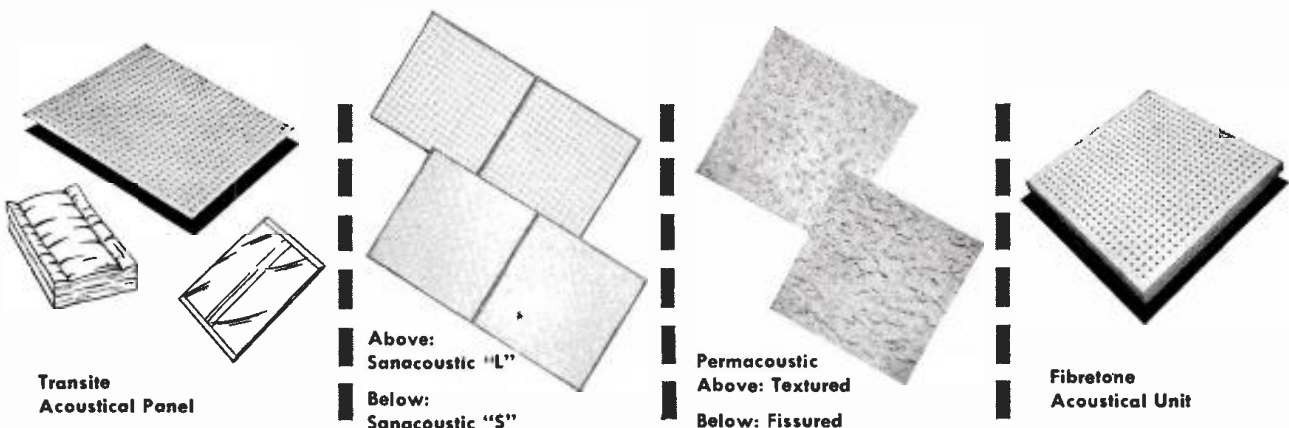 Transite
Acoustical Panel
Above:
Sanacoustic "L"
Below:
Sanacoustic "S"
Permacoustic
Above: Textured
Below: Fissured
Fibretone
Acoustical Unit